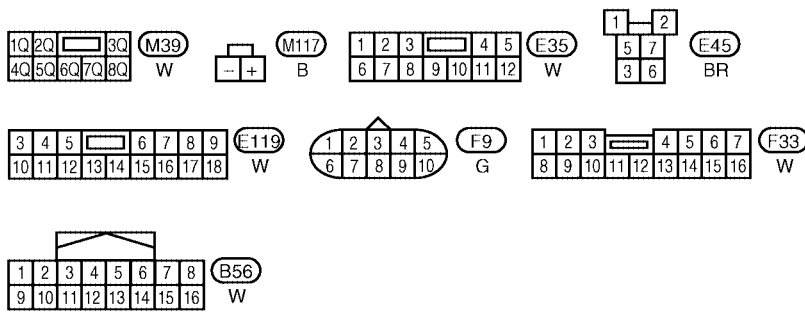 1Q 2Q 3Q M39
4Q 5Q 6Q 7Q 8Q W
− + M117
B
1 2 3 4 5 E35
6 7 8 9 10 11 12 W
1 2 E45
5 7
3 6 BR
3 4 5 6 7 8 9 E119
10 11 12 13 14 15 16 17 18 W
1 2 3 4 5 F9
6 7 8 9 10 G
1 2 3 4 5 6 7 F33
8 9 10 11 12 13 14 15 16 W
1 2 3 4 5 6 7 8 B56
9 10 11 12 13 14 15 16 W